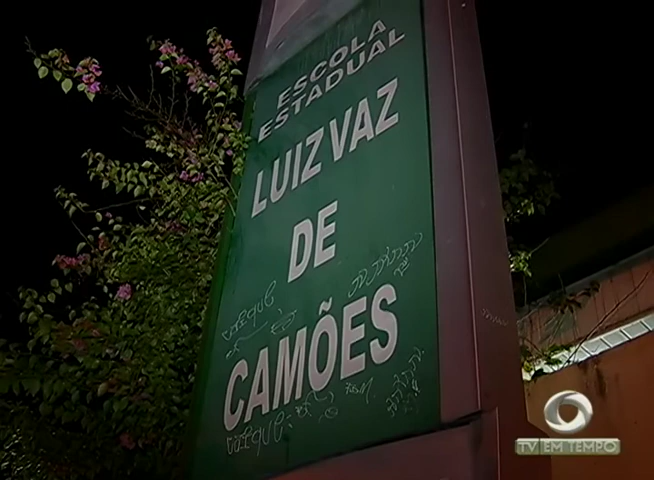 ESCOLA
ESTADUAL
LUIZ VAZ
DE
CAMÕES
TV EM TEMPO